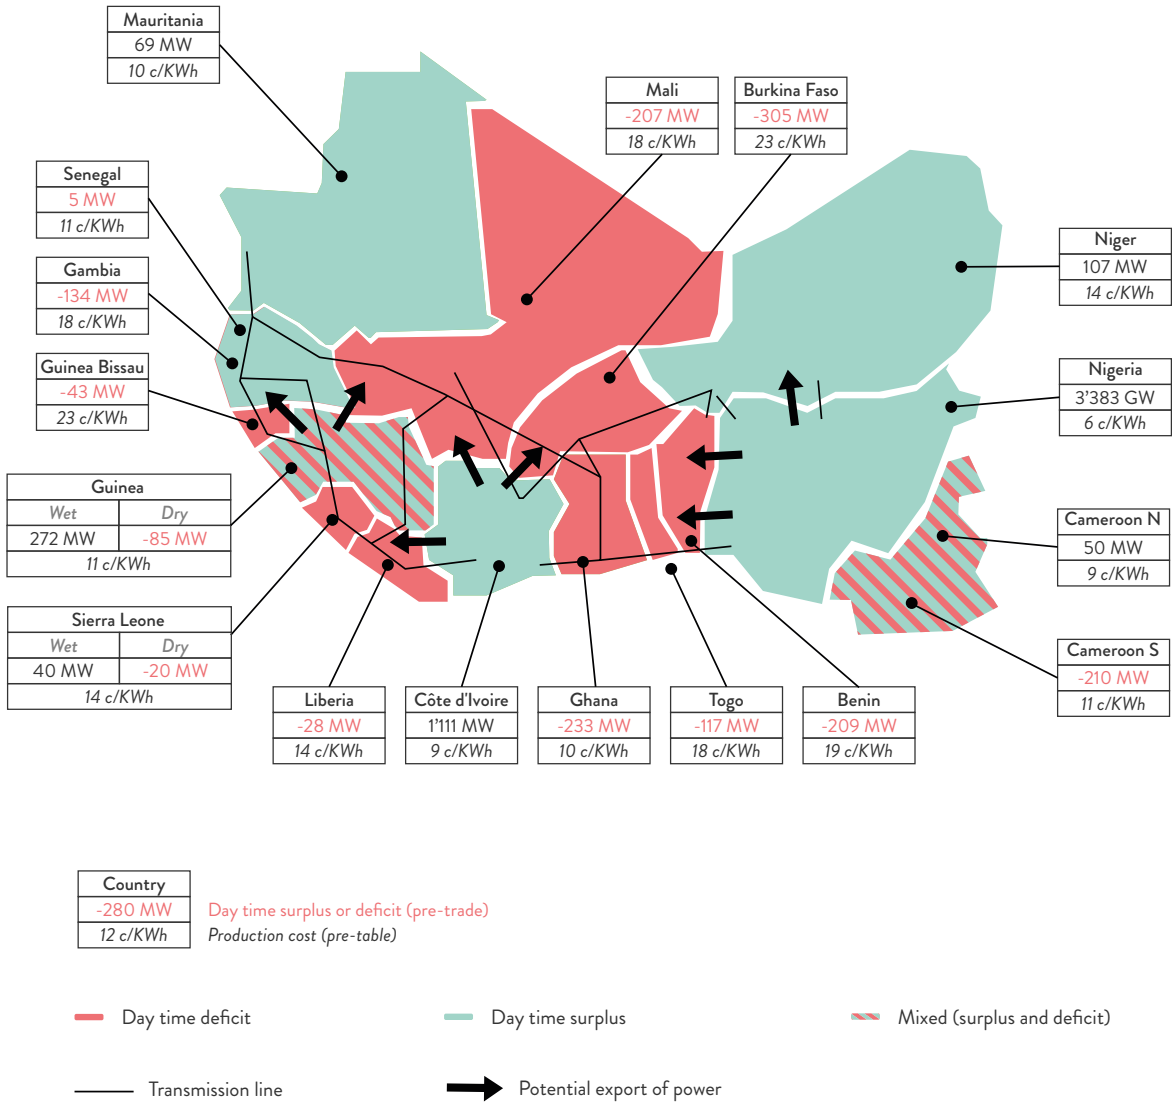 Mauritania
69 MW
10 c/KWh
Mali
-207 MW
18 c/KWh
Burkina Faso
-305 MW
23 c/KWh
Senegal
5 MW
11 c/KWh
Niger
107 MW
14 c/KWh
Gambia
-134 MW
18 c/KWh
Guinea Bissau
-43 MW
23 c/KWh
Nigeria
3'383 GW
6 c/KWh
Guinea
Wet Dry
272 MW -85 MW
11 c/KWh
Cameroon N
50 MW
9 c/KWh
Sierra Leone
Wet Dry
40 MW -20 MW
14 c/KWh
Cameroon S
-210 MW
11 c/KWh
Liberia
-28 MW
14 c/KWh
Côte d'Ivoire
1'111 MW
9 c/KWh
Ghana
-233 MW
10 c/KWh
Togo
-117 MW
18 c/KWh
Benin
-209 MW
19 c/KWh
Country
-280 MW Day time surplus or deficit (pre-trade)
12 c/KWh Production cost (pre-table)
Day time deficit
Day time surplus
Mixed (surplus and deficit)
Transmission line
Potential export of power